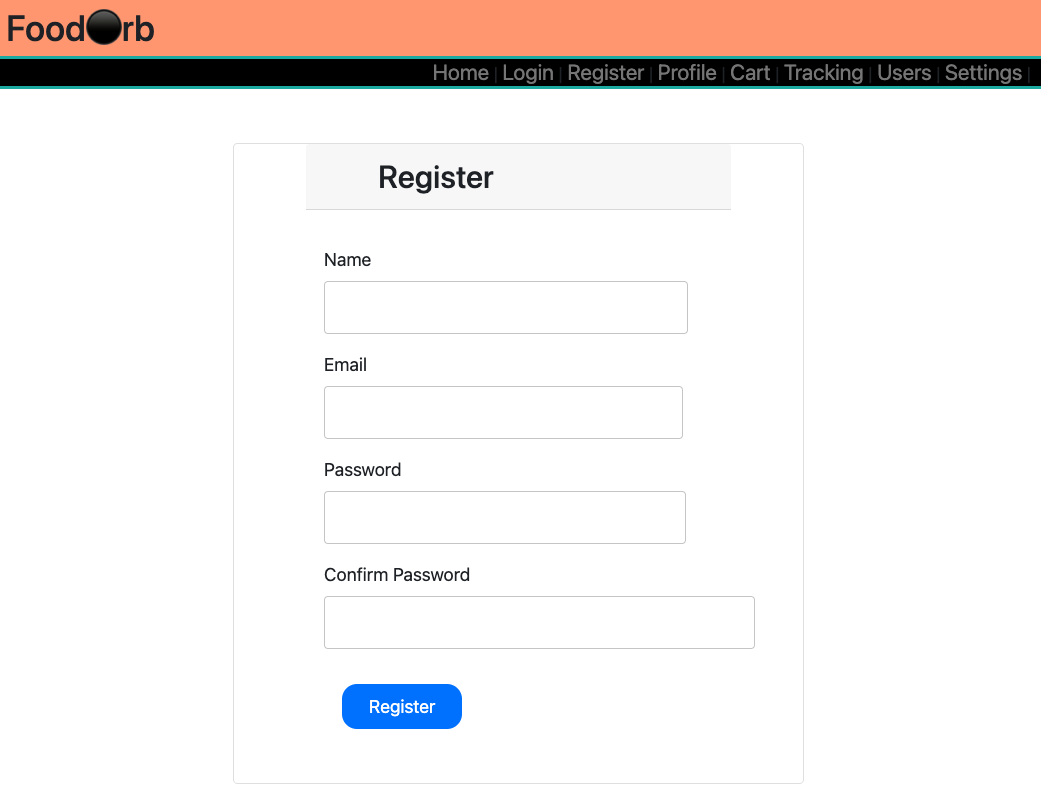 Food⚫rb
Home | Login | Register | Profile | Cart | Tracking | Users | Settings |
Register
Name
Email
Password
Confirm Password
Register